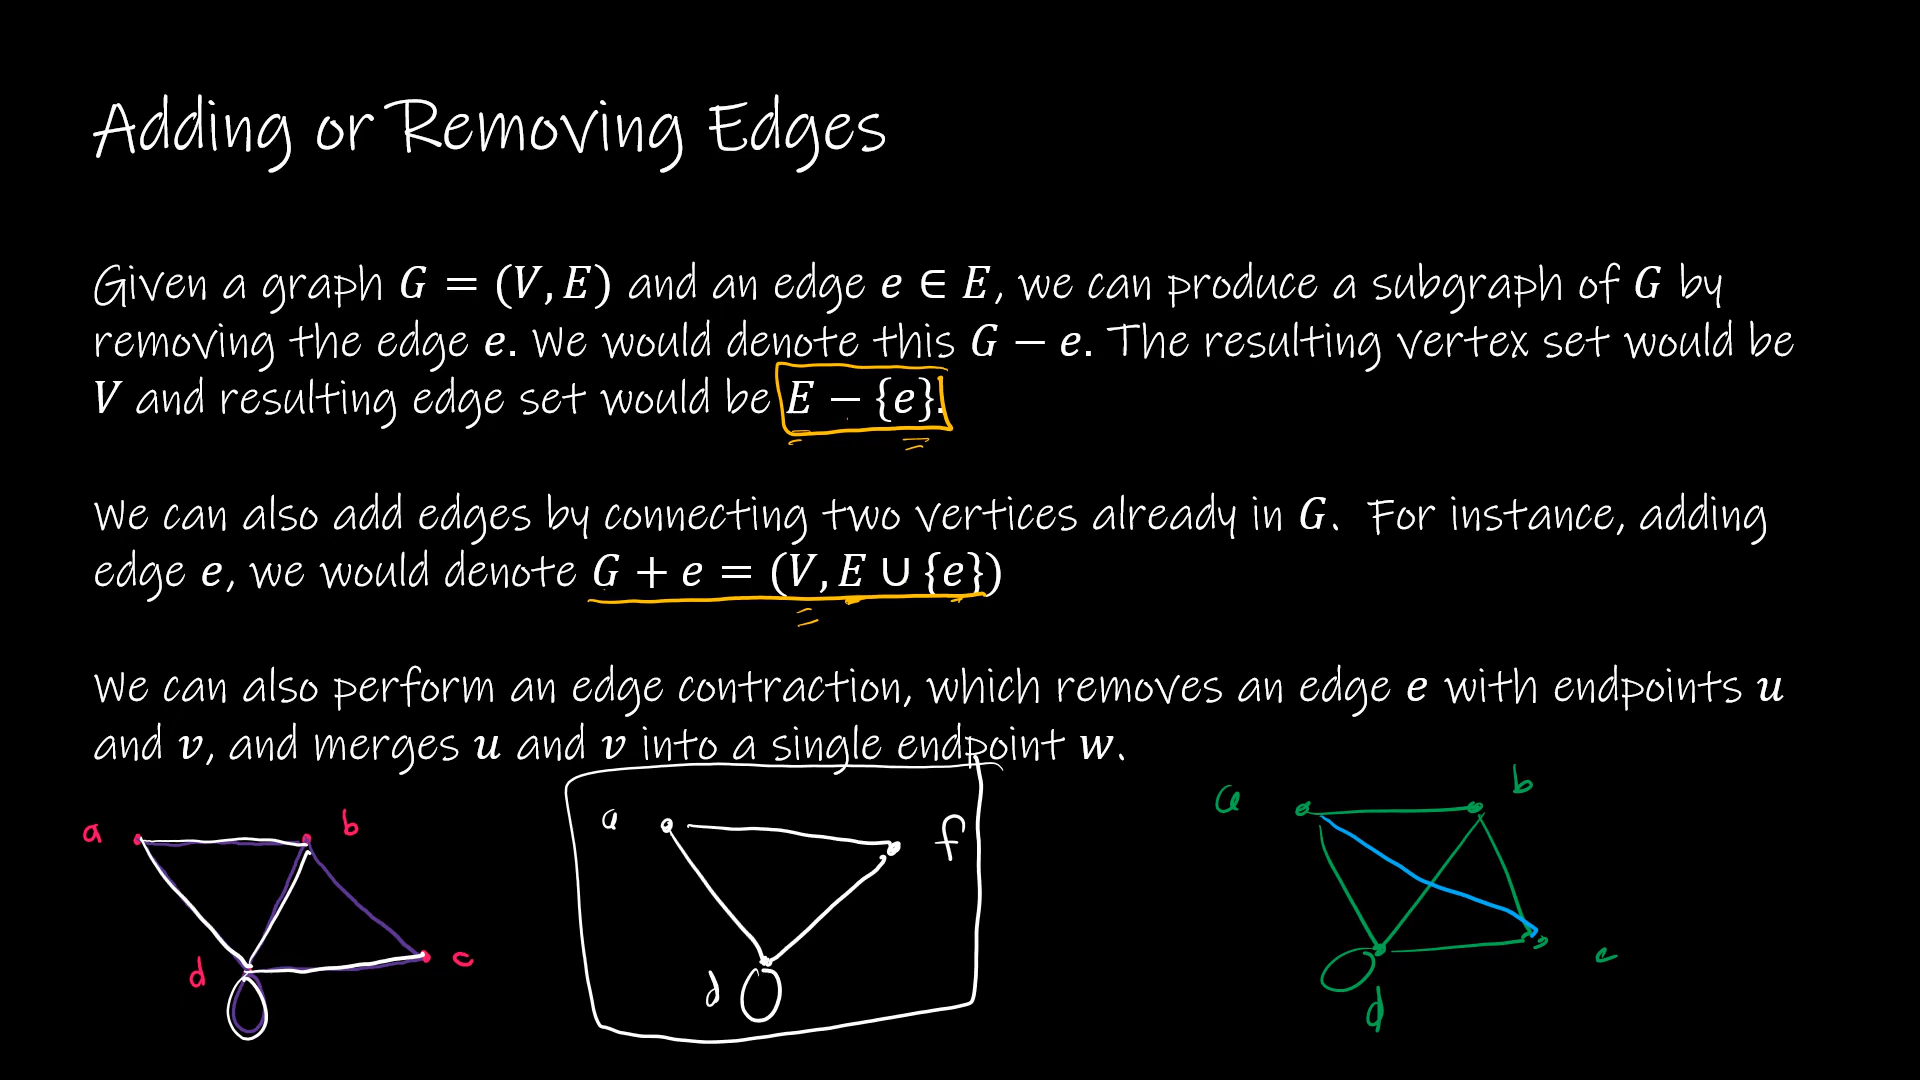 Adding or Removing Edges
Given a graph G = (V, E) and an edge e ∈ E, we can produce a subgraph of G by
removing the edge e. We would denote this G − e. The resulting vertex set would be
V and resulting edge set would be E − {e}.
We can also add edges by connecting two vertices already in G. For instance, adding
edge e, we would denote G + e = (V, E ∪ {e})
We can also perform an edge contraction, which removes an edge e with endpoints u
and v, and merges u and v into a single endpoint w.
a b
d c
a f
d
a b
d c